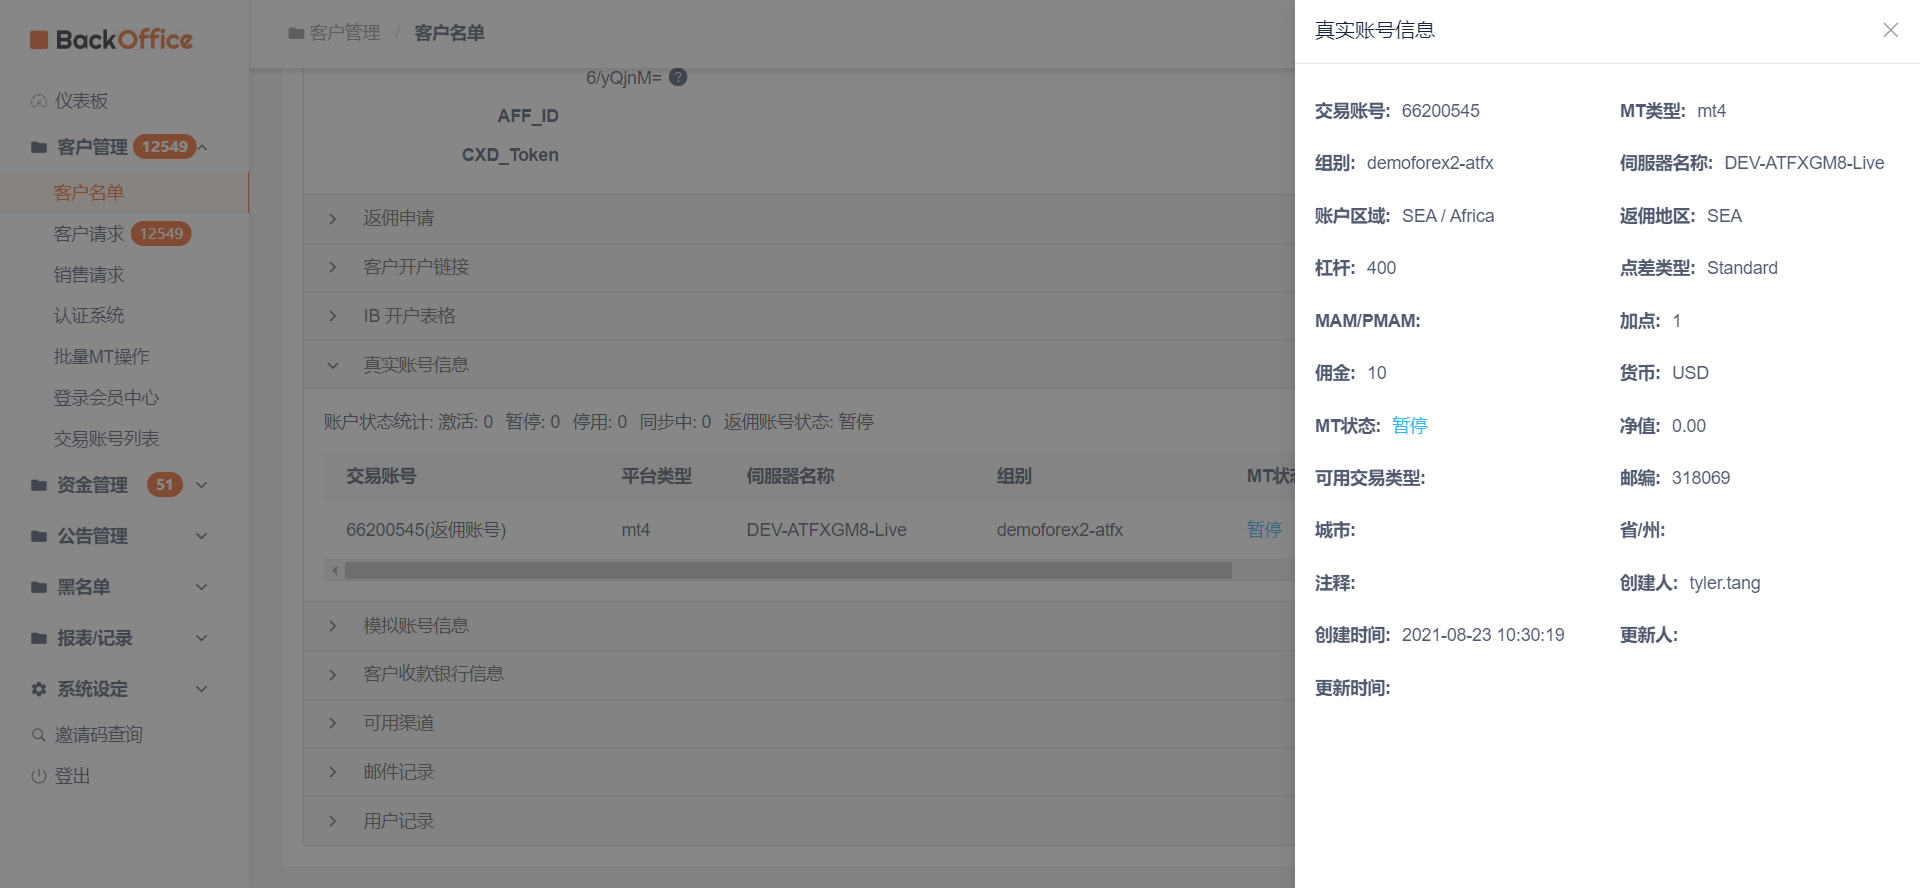 BackOffice
仪表板
客户管理 12549
客户名单
客户请求 12549
销售请求
认证系统
批量MT操作
登录会员中心
交易账号列表
资金管理 51
公告管理
黑名单
报表/记录
系统设定
邀请码查询
登出
客户管理 / 客户名单
6/yQjnM= ?
AFF_ID
CXD_Token
返佣申请
客户开户链接
IB 开户表格
真实账号信息
账户状态统计: 激活: 0 暂停: 0 停用: 0 同步中: 0 返佣账号状态: 暂停
交易账号 平台类型 伺服器名称 组别 MT状态
66200545(返佣账号) mt4 DEV-ATFXGM8-Live demoforex2-atfx 暂停
模拟账号信息
客户收款银行信息
可用渠道
邮件记录
用户记录
真实账号信息
交易账号: 66200545 MT类型: mt4
组别: demoforex2-atfx 伺服器名称: DEV-ATFXGM8-Live
账户区域: SEA / Africa 返佣地区: SEA
杠杆: 400 点差类型: Standard
MAM/PMAM: 加点: 1
佣金: 10 货币: USD
MT状态: 暂停 净值: 0.00
可用交易类型: 邮编: 318069
城市: 省/州:
注释: 创建人: tyler.tang
创建时间: 2021-08-23 10:30:19 更新人:
更新时间: